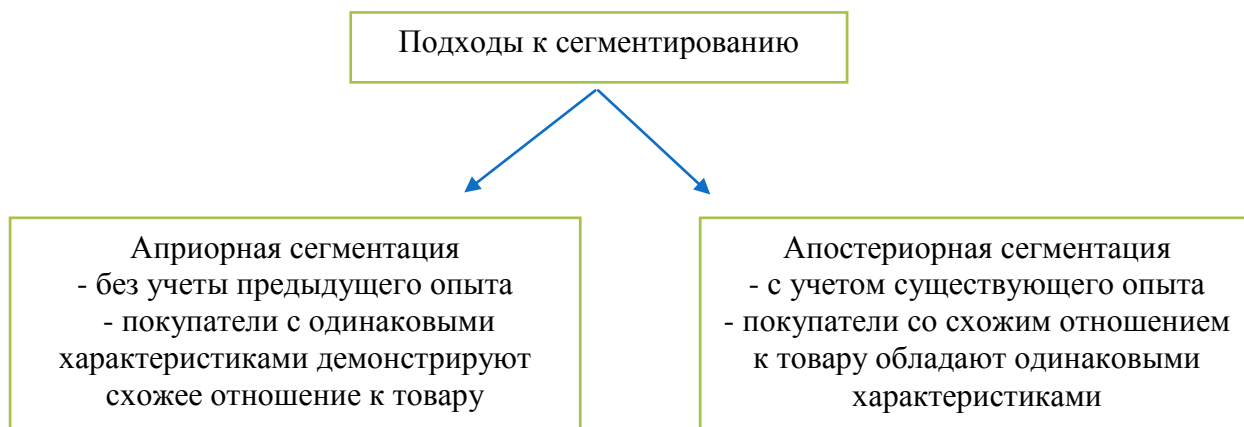 Подходы к сегментированию
Априорная сегментация
- без учеты предыдущего опыта
- покупатели с одинаковыми
характеристиками демонстрируют
схожее отношение к товару
Апостериорная сегментация
- с учетом существующего опыта
- покупатели со схожим отношением
к товару обладают одинаковыми
характеристиками